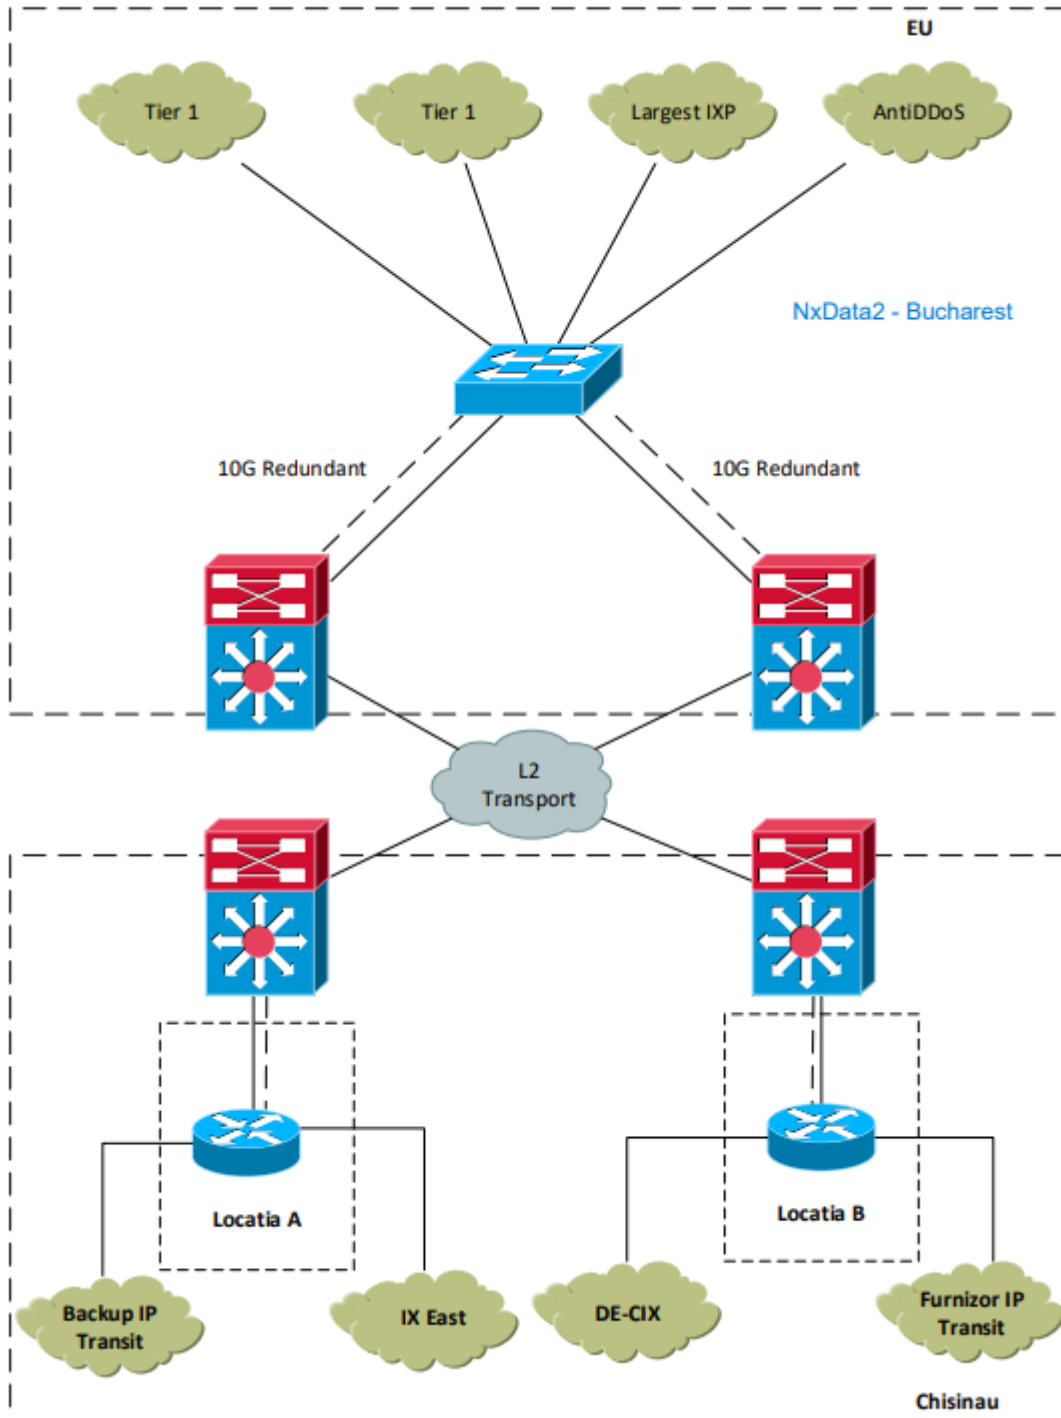 EU
Tier 1
Tier 1
Largest IXP
AntiDDoS
NxData2 - Bucharest
10G Redundant
10G Redundant
L2
Transport
Locatia A
Locatia B
Backup IP
Transit
IX East
DE-CIX
Furnizor IP
Transit
Chisinau